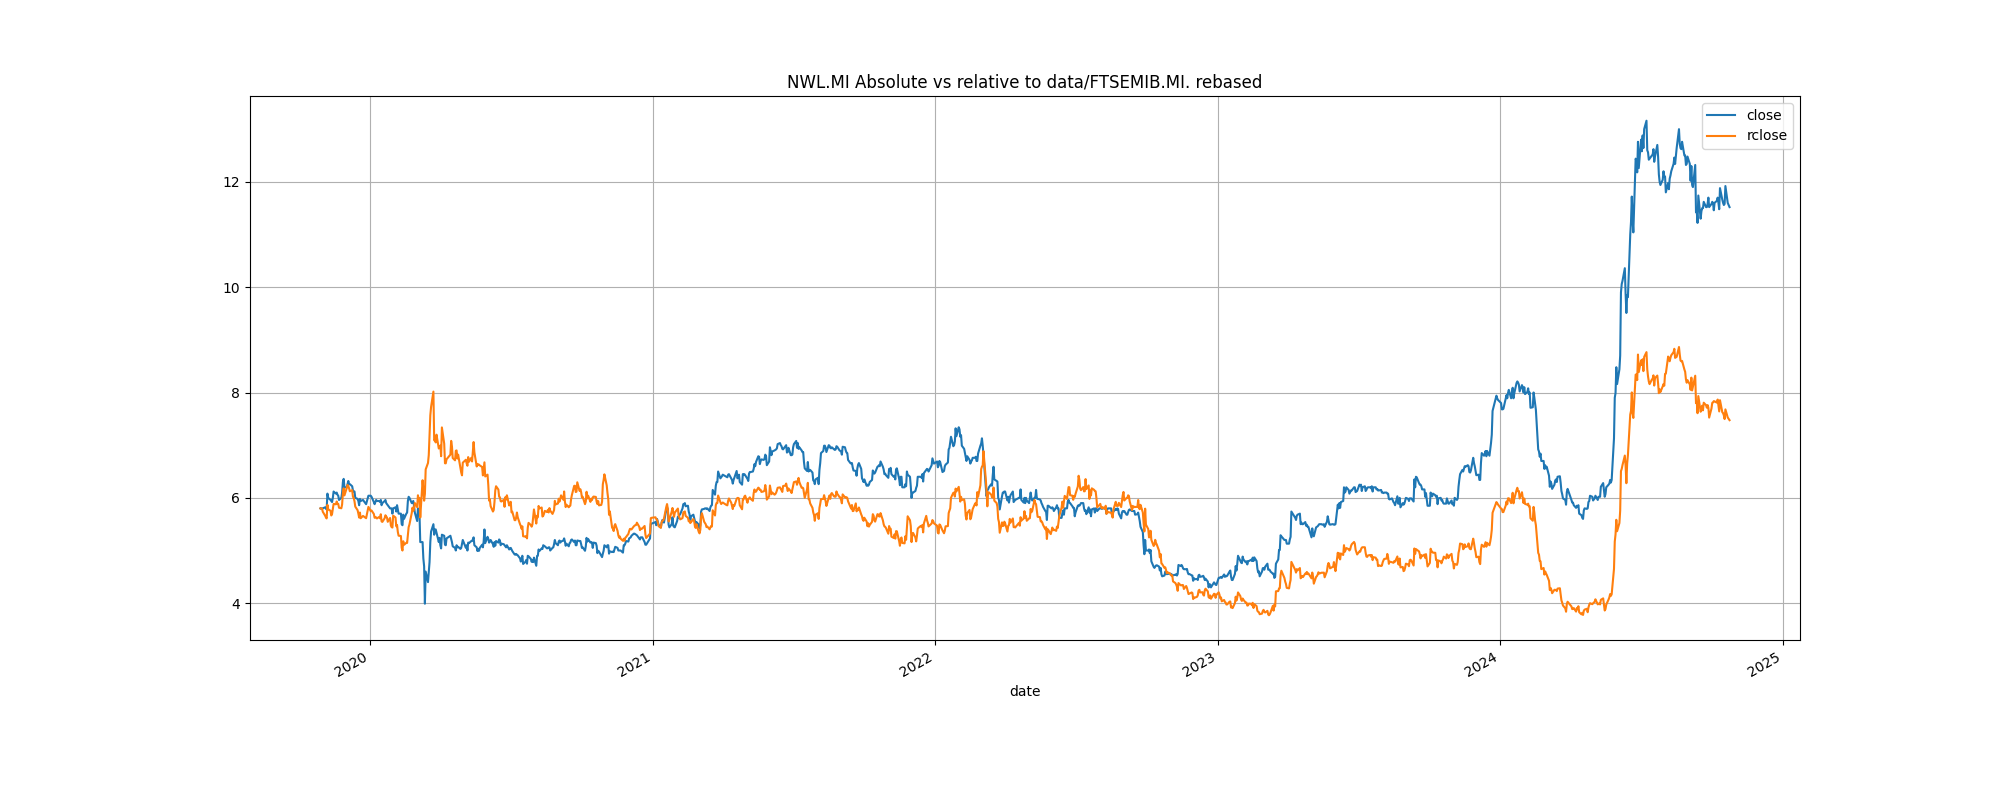 NWL.MI Absolute vs relative to data/FTSEMIB.MI. rebased
close
rclose
12
10
8
6
4
2020
2021
2022
2023
2024
2025
date